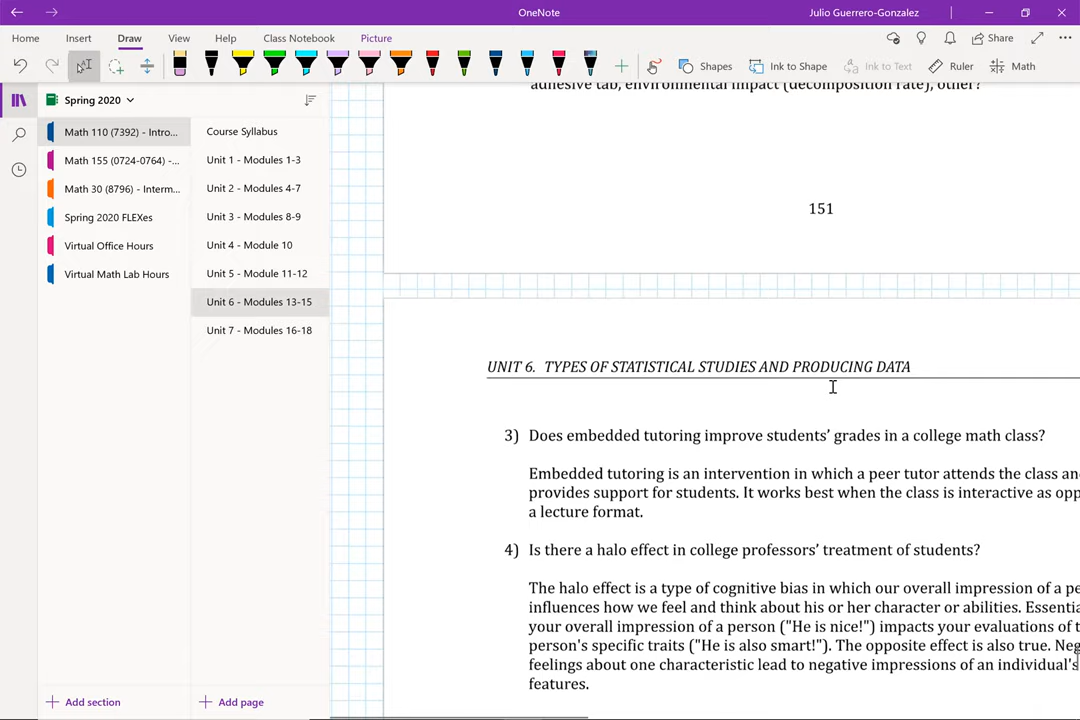 OneNote
Julio Guerrero-Gonzalez
Home Insert Draw View Help Class Notebook Picture
Share
Shapes Ink to Shape Ink to Text Ruler Math
Spring 2020
Math 110 (7392) - Intro...
Math 155 (0724-0764) -...
Math 30 (8796) - Interm...
Spring 2020 FLEXes
Virtual Office Hours
Virtual Math Lab Hours
Add section
Course Syllabus
Unit 1 - Modules 1-3
Unit 2 - Modules 4-7
Unit 3 - Modules 8-9
Unit 4 - Module 10
Unit 5 - Module 11-12
Unit 6 - Modules 13-15
Unit 7 - Modules 16-18
Add page
adhesive tab, environmental impact (decomposition rate), other?
151
UNIT 6. TYPES OF STATISTICAL STUDIES AND PRODUCING DATA
3) Does embedded tutoring improve students' grades in a college math class?
Embedded tutoring is an intervention in which a peer tutor attends the class an
provides support for students. It works best when the class is interactive as opp
a lecture format.
4) Is there a halo effect in college professors' treatment of students?
The halo effect is a type of cognitive bias in which our overall impression of a pe
influences how we feel and think about his or her character or abilities. Essentia
your overall impression of a person ("He is nice!") impacts your evaluations of t
person's specific traits ("He is also smart!"). The opposite effect is also true. Neg
feelings about one characteristic lead to negative impressions of an individual's
features.